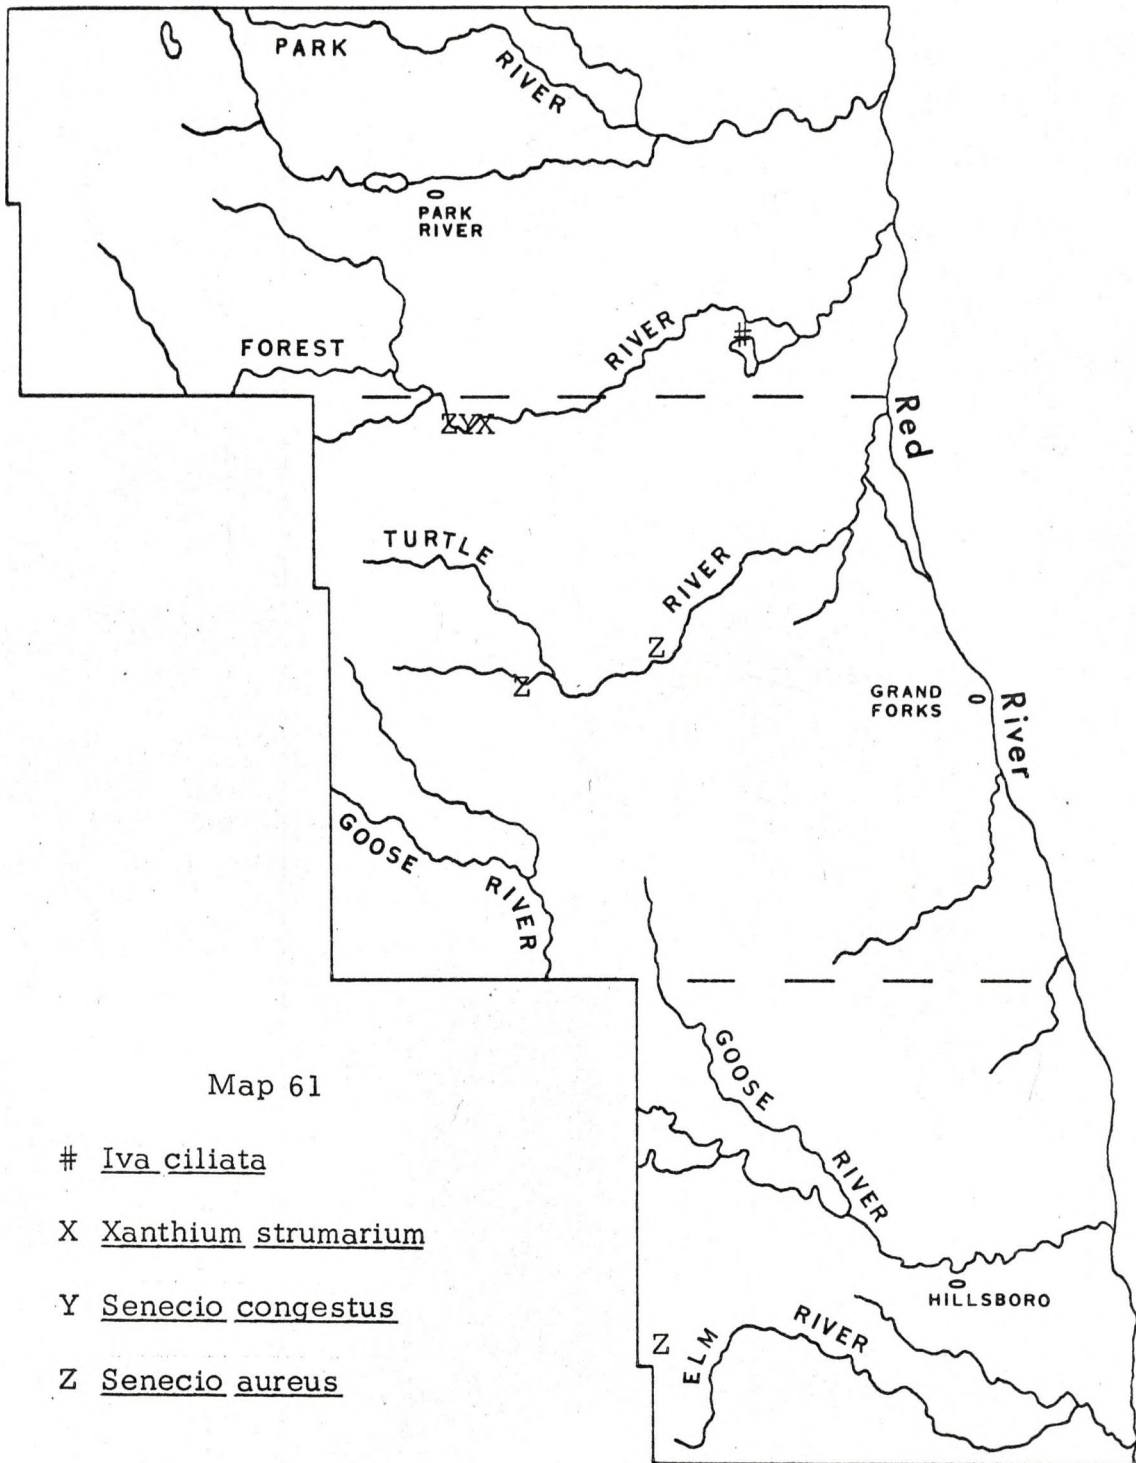 PARK
RIVER
PARK
RIVER
FOREST
RIVER
#
ZYX
Red
TURTLE
RIVER
Z
Z
GRAND
FORKS
River
GOOSE
RIVER
GOOSE
RIVER
HILLSBORO
Z
ELM
RIVER
Map 61
# Iva ciliata
X Xanthium strumarium
Y Senecio congestus
Z Senecio aureus